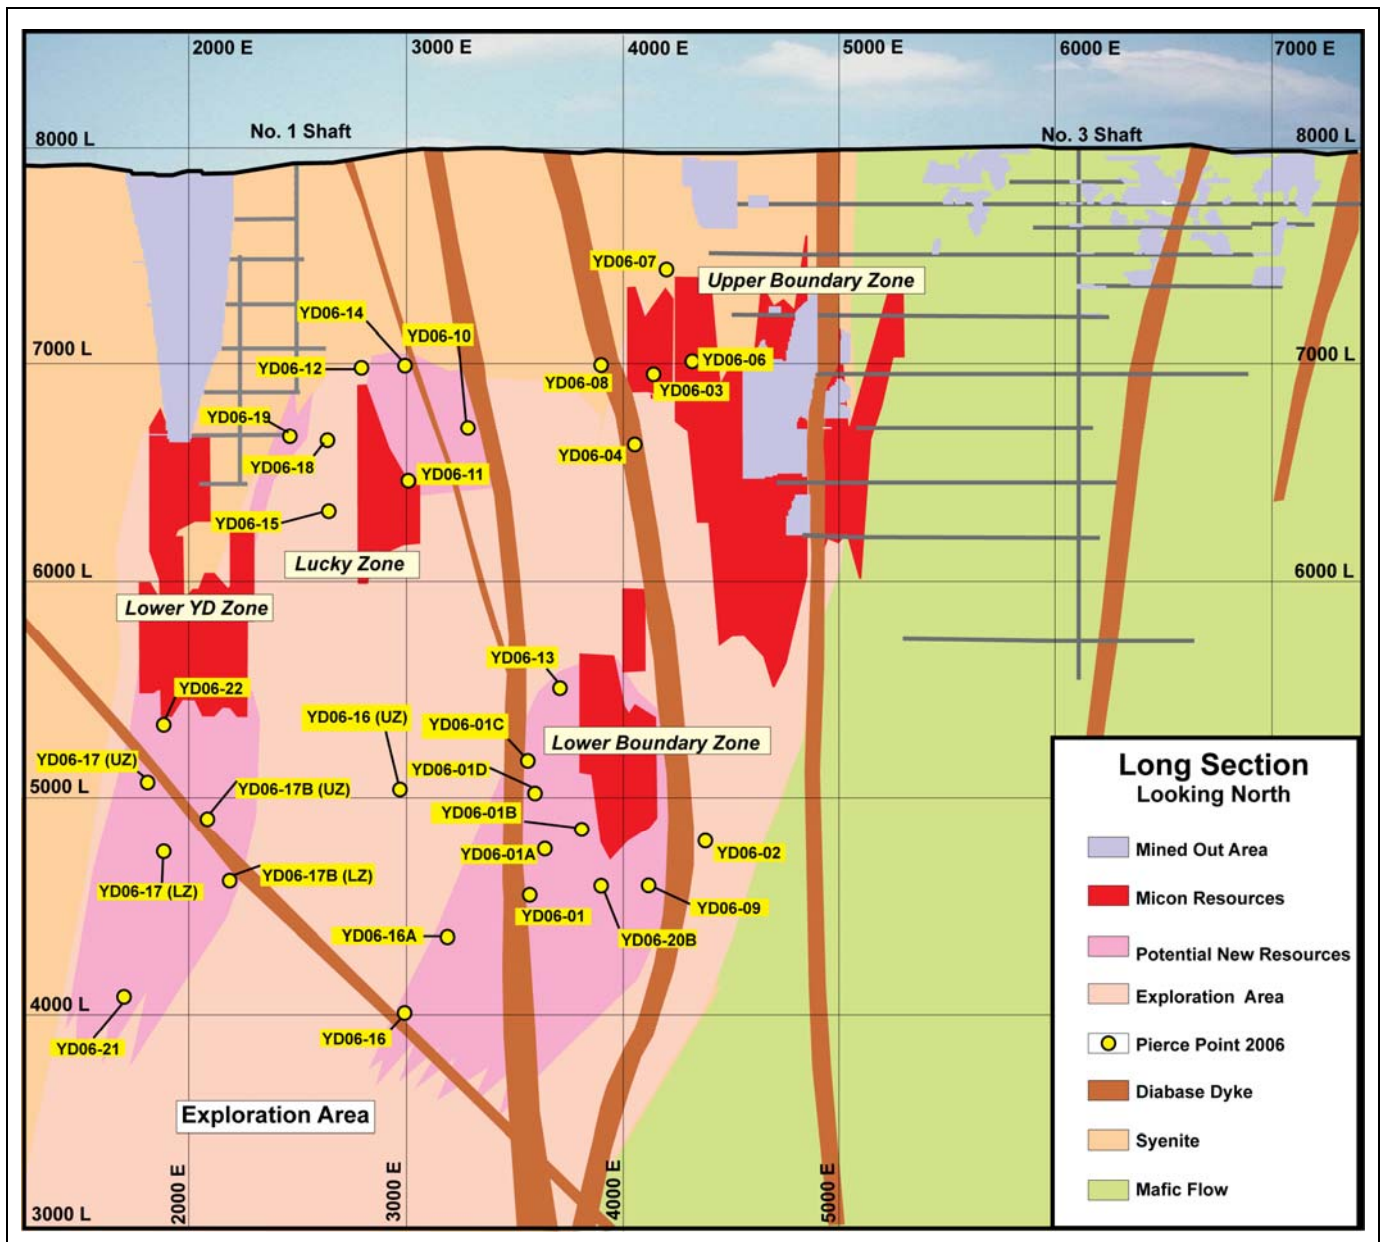 2000 E
3000 E
4000 E
5000 E
6000 E
7000 E
No. 1 Shaft
No. 3 Shaft
8000 L
8000 L
YD06-07
Upper Boundary Zone
YD06-14
YD06-10
7000 L
7000 L
YD06-12
YD06-08
YD06-06
YD06-03
YD06-19
YD06-18
YD06-04
YD06-11
YD06-15
Lucky Zone
6000 L
6000 L
Lower YD Zone
YD06-13
YD06-22
YD06-16 (UZ)
YD06-01C
Lower Boundary Zone
YD06-17 (UZ)
YD06-01D
5000 L
YD06-17B (UZ)
YD06-01B
YD06-01A
YD06-02
YD06-17B (LZ)
YD06-17 (LZ)
YD06-01
YD06-09
YD06-16A
YD06-20B
4000 L
YD06-16
YD06-21
Exploration Area
2000 E
3000 E
4000 E
5000 E
3000 L
Long Section
Looking North
Mined Out Area
Micon Resources
Potential New Resources
Exploration Area
Pierce Point 2006
Diabase Dyke
Syenite
Mafic Flow